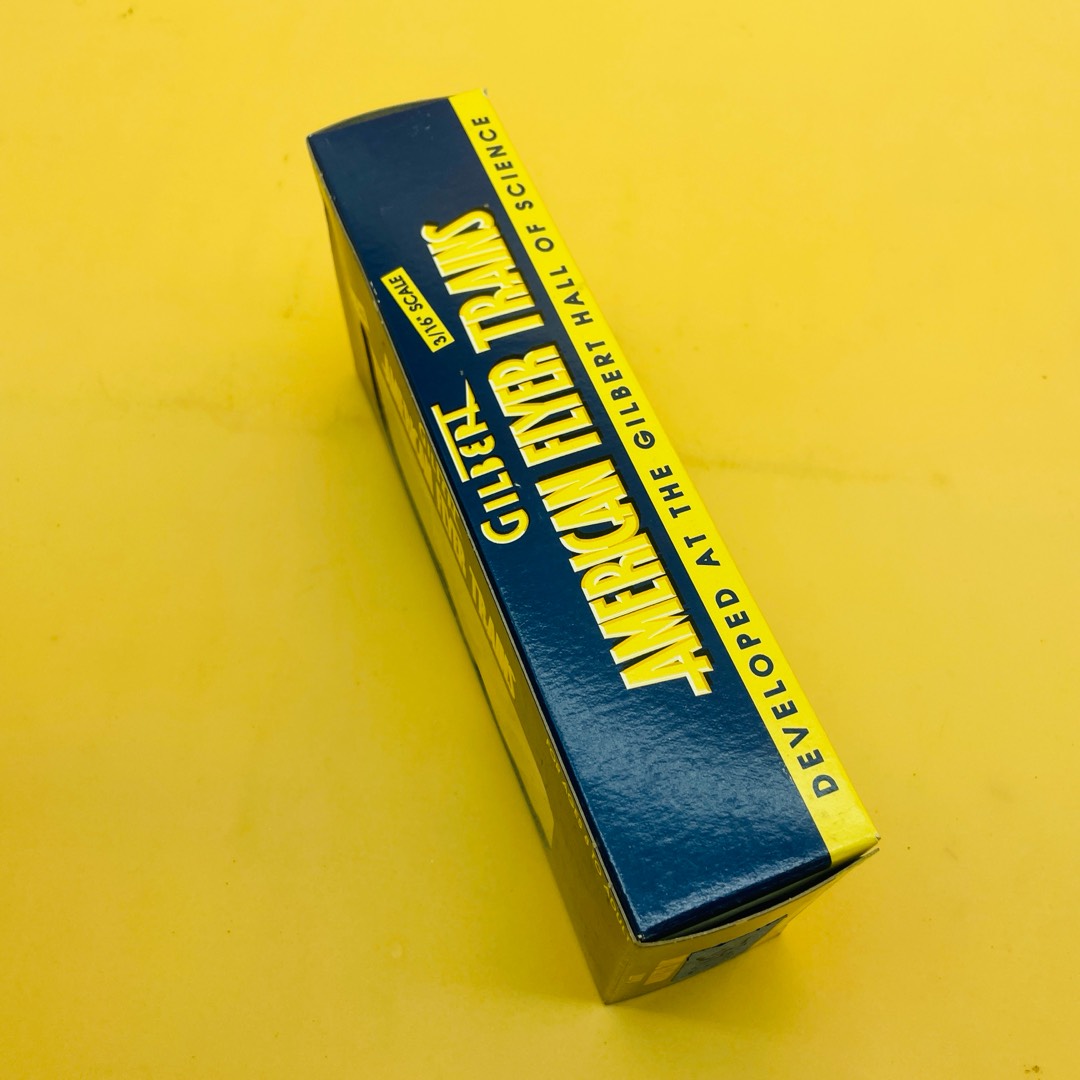 3/16" SCALE
GILBERT
AMERICAN FLYER TRAINS
DEVELOPED AT THE GILBERT HALL OF SCIENCE